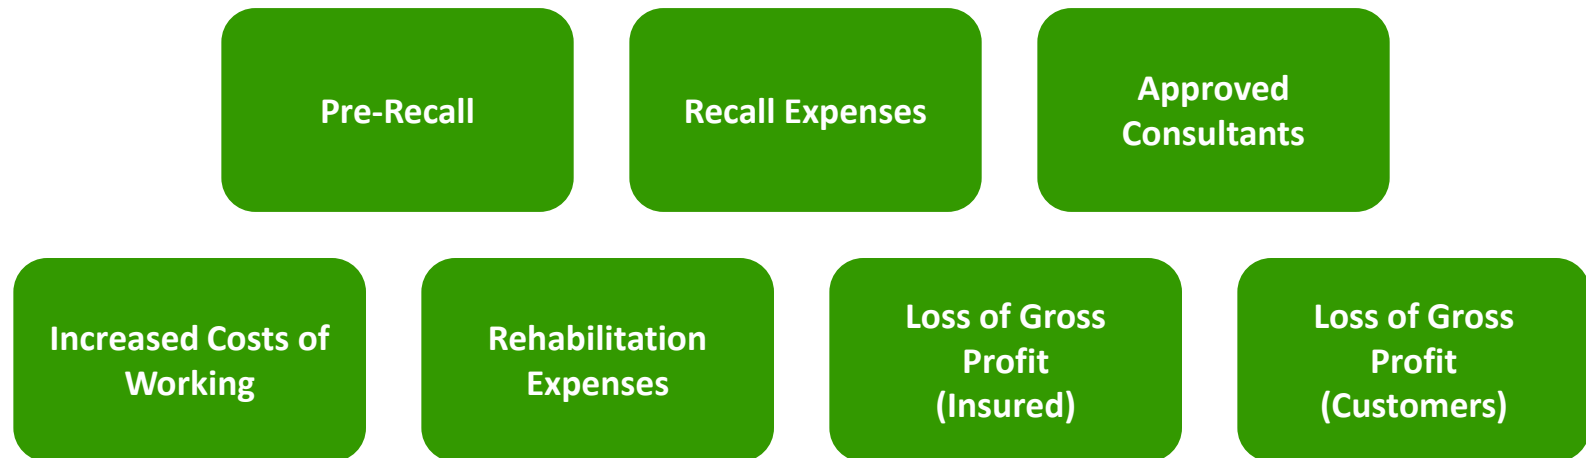 Pre-Recall
Recall Expenses
Approved
Consultants
Increased Costs of
Working
Rehabilitation
Expenses
Loss of Gross
Profit
(Insured)
Loss of Gross
Profit
(Customers)